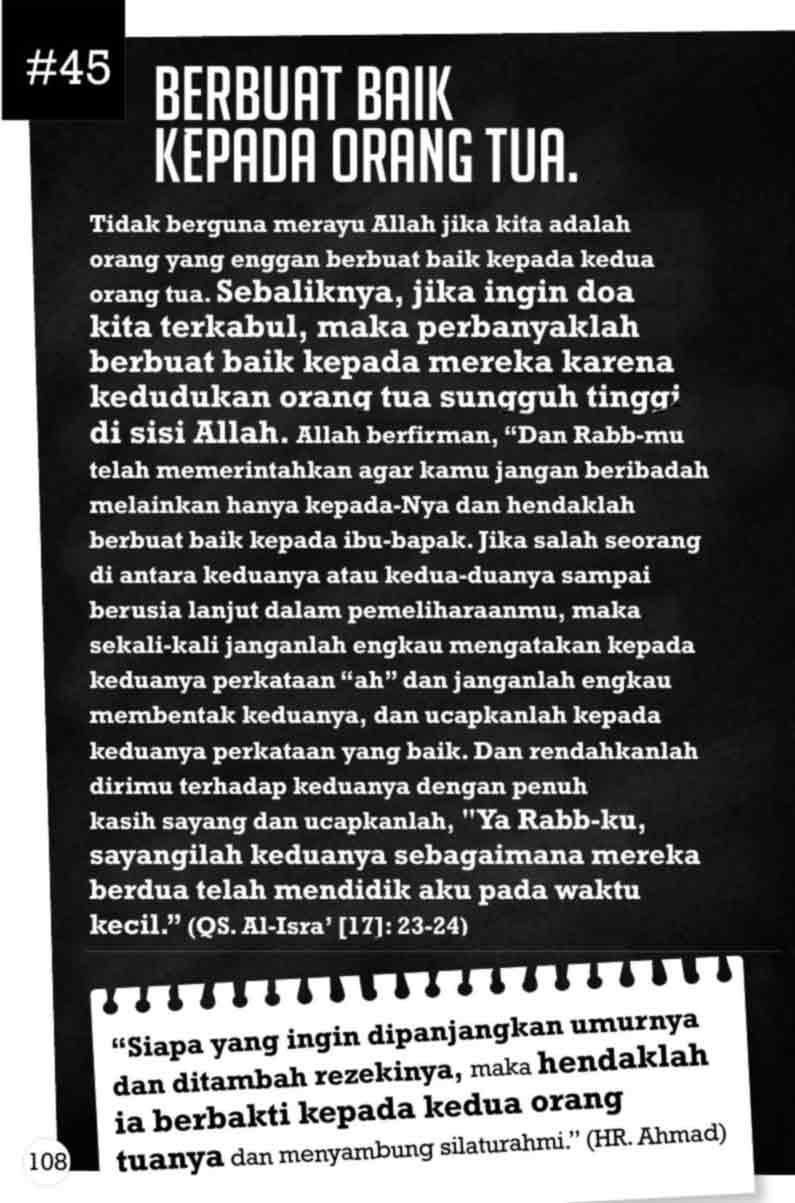 #45
BERBUAT BAIK
KEPADA ORANG TUA.
Tidak berguna merayu Allah jika kita adalah
orang yang enggan berbuat baik kepada kedua
orang tua. Sebaliknya, jika ingin doa
kita terkabul, maka perbanyaklah
berbuat baik kepada mereka karena
kedudukan orang tua sungguh tinggi
di sisi Allah. Allah berfirman, “Dan Rabb-mu
telah memerintahkan agar kamu jangan beribadah
melainkan hanya kepada-Nya dan hendaklah
berbuat baik kepada ibu-bapak. Jika salah seorang
di antara keduanya atau kedua-duanya sampai
berusia lanjut dalam pemeliharaanmu, maka
sekali-kali janganlah engkau mengatakan kepada
keduanya perkataan “ah” dan janganlah engkau
membentak keduanya, dan ucapkanlah kepada
keduanya perkataan yang baik. Dan rendahkanlah
dirimu terhadap keduanya dengan penuh
kasih sayang dan ucapkanlah, "Ya Rabb-ku,
sayangilah keduanya sebagaimana mereka
berdua telah mendidik aku pada waktu
kecil.” (QS. Al-Isra’ [17]: 23-24)
“Siapa yang ingin dipanjangkan umurnya
dan ditambah rezekinya, maka hendaklah
ia berbakti kepada kedua orang
tuanya dan menyambung silaturahmi.” (HR. Ahmad)
108